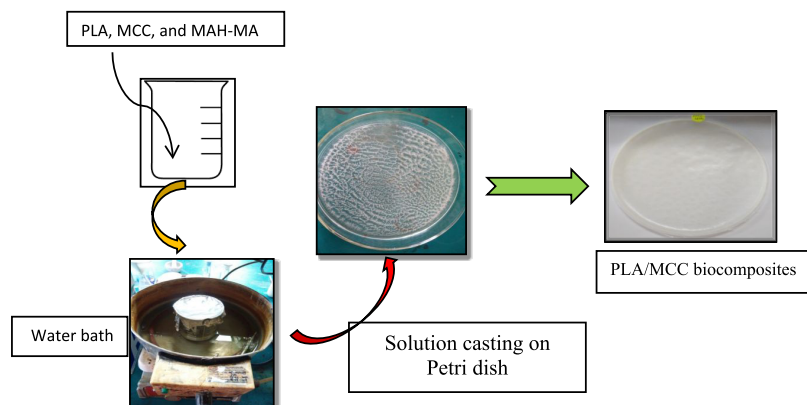 PLA, MCC, and MAH-MA
Water bath
Solution casting on
Petri dish
PLA/MCC biocomposites